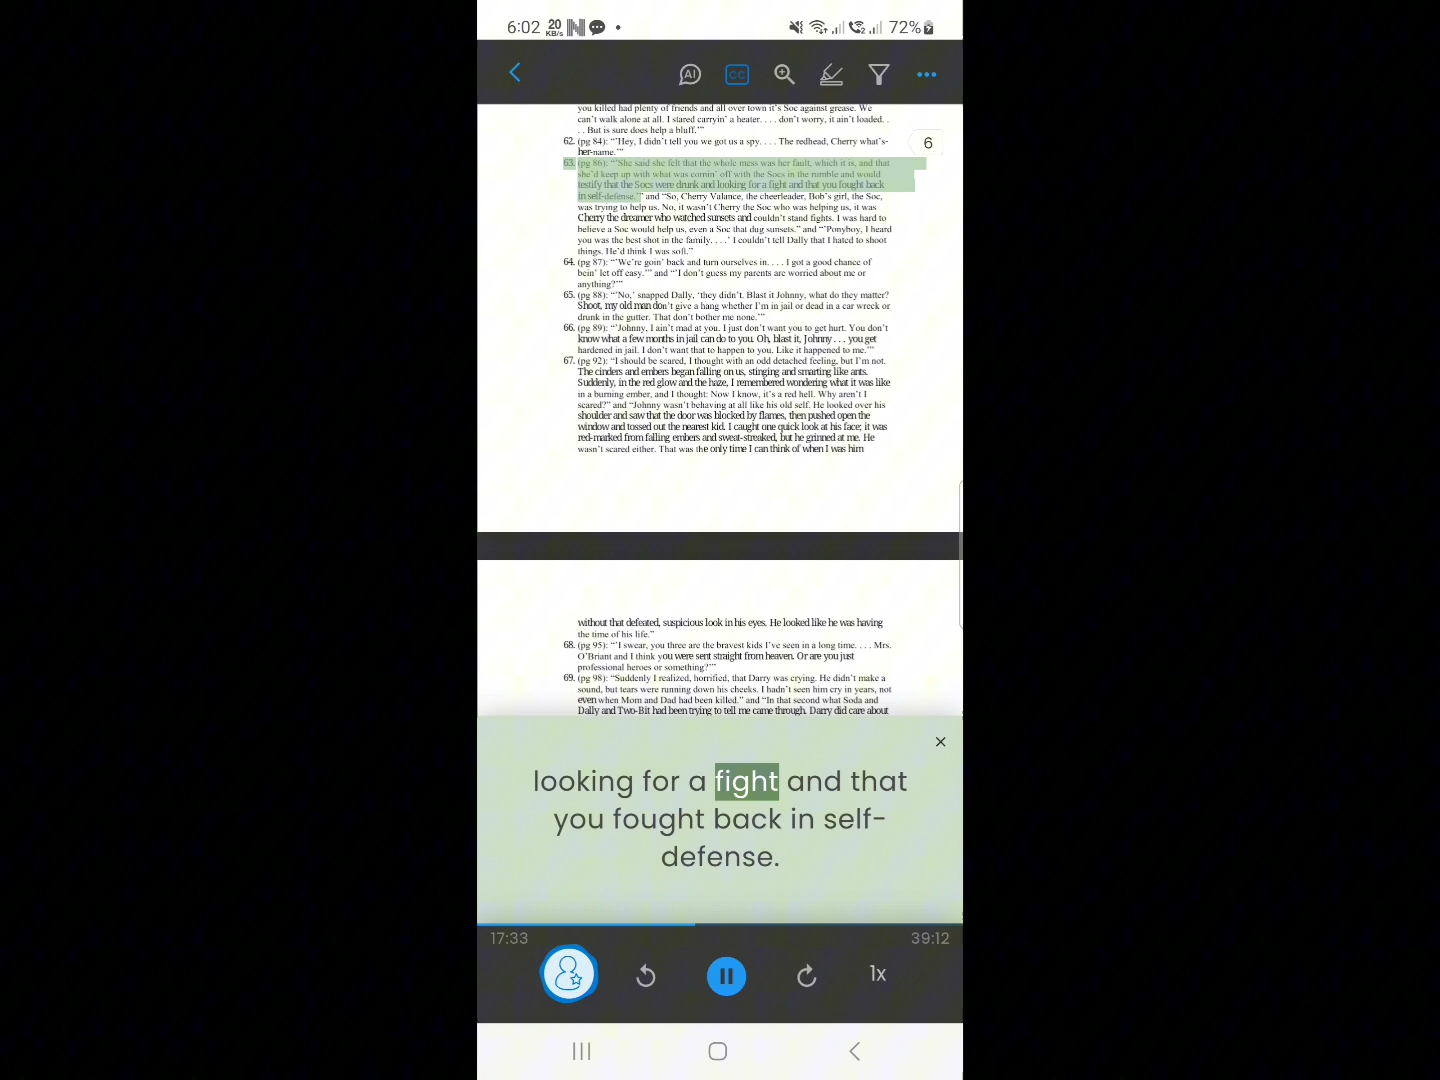 6:02 20 KB/s 72%
AI CC
you killed had plenty of friends and all over town it's Soc against grease. We
can't walk alone at all. I stared carryin' a heater. . . . don't worry, it ain't loaded. .
. . But is sure does help a bluff.'"
62. (pg 84): "'Hey, I didn't tell you we got us a spy. . . . The redhead, Cherry what's-
her-name.'"
6
63. (pg 86): "'She said she felt that the whole mess was her fault, which it is, and that
she'd keep up with what was comin' off with the Socs in the rumble and would
testify that the Socs were drunk and looking for a fight and that you fought back
in self-defense.'" and "So, Cherry Valance, the cheerleader, Bob's girl, the Soc,
was trying to help us. No, it wasn't Cherry the Soc who was helping us, it was
Cherry the dreamer who watched sunsets and couldn't stand fights. I was hard to
believe a Soc would help us, even a Soc that dug sunsets." and "'Ponyboy, I heard
you was the best shot in the family. . . .' I couldn't tell Dally that I hated to shoot
things. He'd think I was soft."
64. (pg 87): "'We're goin' back and turn ourselves in. . . . I got a good chance of
bein' let off easy.'" and "'I don't guess my parents are worried about me or
anything?'"
65. (pg 88): "'No,' snapped Dally, 'they didn't. Blast it Johnny, what do they matter?
Shoot, my old man don't give a hang whether I'm in jail or dead in a car wreck or
drunk in the gutter. That don't bother me none.'"
66. (pg 89): "'Johnny, I ain't mad at you. I just don't want you to get hurt. You don't
know what a few months in jail can do to you. Oh, blast it, Johnny . . . you get
hardened in jail. I don't want that to happen to you. Like it happened to me.'"
67. (pg 92): "I should be scared, I thought with an odd detached feeling, but I'm not.
The cinders and embers began falling on us, stinging and smarting like ants.
Suddenly, in the red glow and the haze, I remembered wondering what it was like
in a burning ember, and I thought: Now I know, it's a red hell. Why aren't I
scared?" and "Johnny wasn't behaving at all like his old self. He looked over his
shoulder and saw that the door was blocked by flames, then pushed open the
window and tossed out the nearest kid. I caught one quick look at his face; it was
red-marked from falling embers and sweat-streaked, but he grinned at me. He
wasn't scared either. That was the only time I can think of when I was him
without that defeated, suspicious look in his eyes. He looked like he was having
the time of his life."
68. (pg 95): "'I swear, you three are the bravest kids I've seen in a long time. . . . Mrs.
O'Briant and I think you were sent straight from heaven. Or are you just
professional heroes or something?'"
69. (pg 98): "Suddenly I realized, horrified, that Darry was crying. He didn't make a
sound, but tears were running down his cheeks. I hadn't seen him cry in years, not
even when Mom and Dad had been killed." and "In that second what Soda and
Dally and Two-Bit had been trying to tell me came through. Darry did care about
looking for a fight and that
you fought back in self-
defense.
17:33 39:12
1x